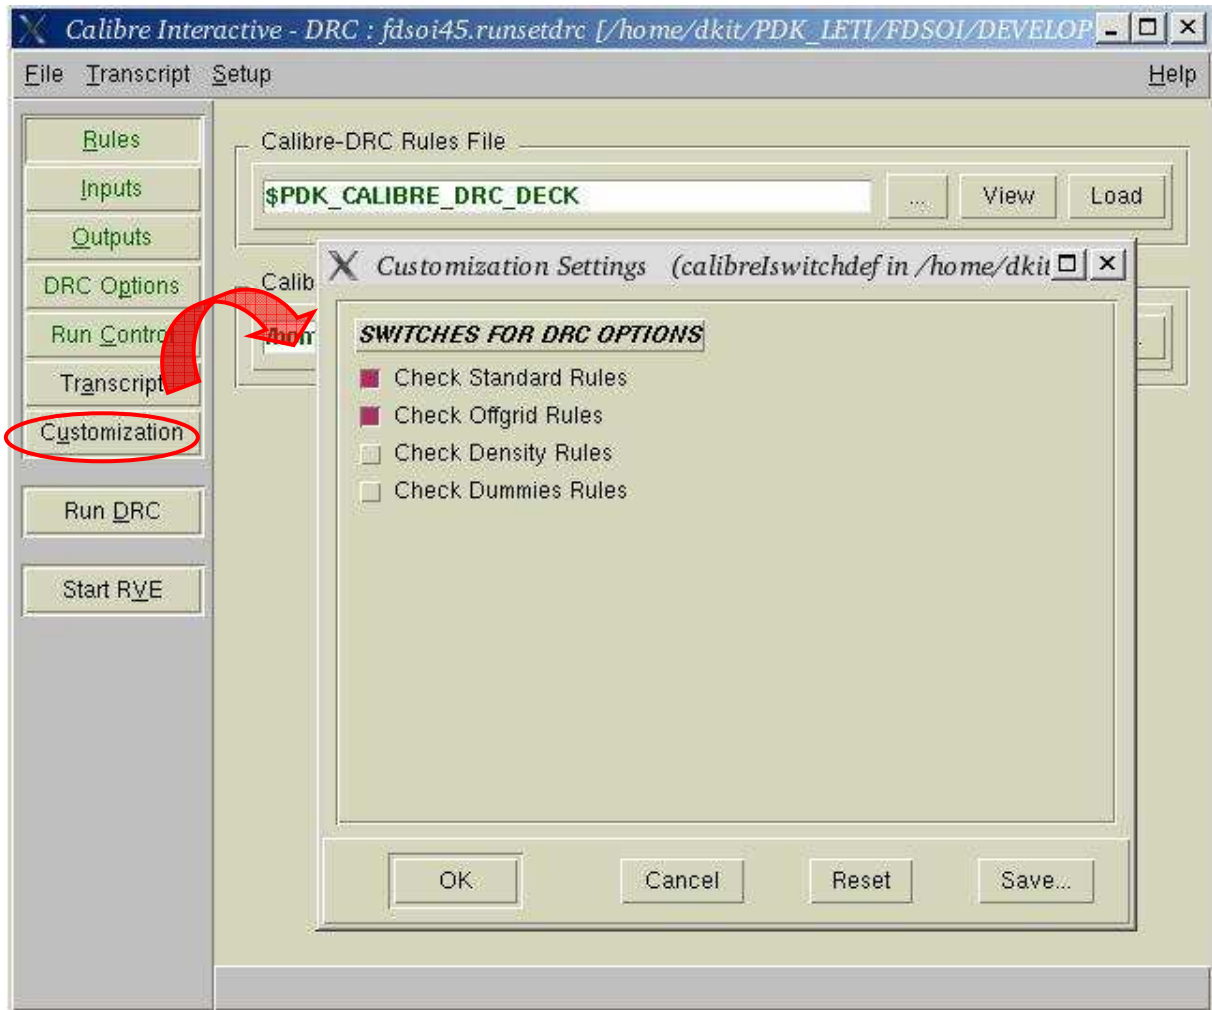 Calibre Interactive - DRC : fdsoi45.runsetdrc [/home/dkit/PDK_LETI/FDSOI/DEVELOP
File Transcript Setup Help
Rules
Inputs
Outputs
DRC Options
Run Control
Transcript
Customization
Run DRC
Start RVE
Calibre-DRC Rules File
$PDK_CALIBRE_DRC_DECK ... View Load
Calib
/hom
Customization Settings (calibreIswitchdef in /home/dkit
SWITCHES FOR DRC OPTIONS
Check Standard Rules
Check Offgrid Rules
Check Density Rules
Check Dummies Rules
OK Cancel Reset Save...